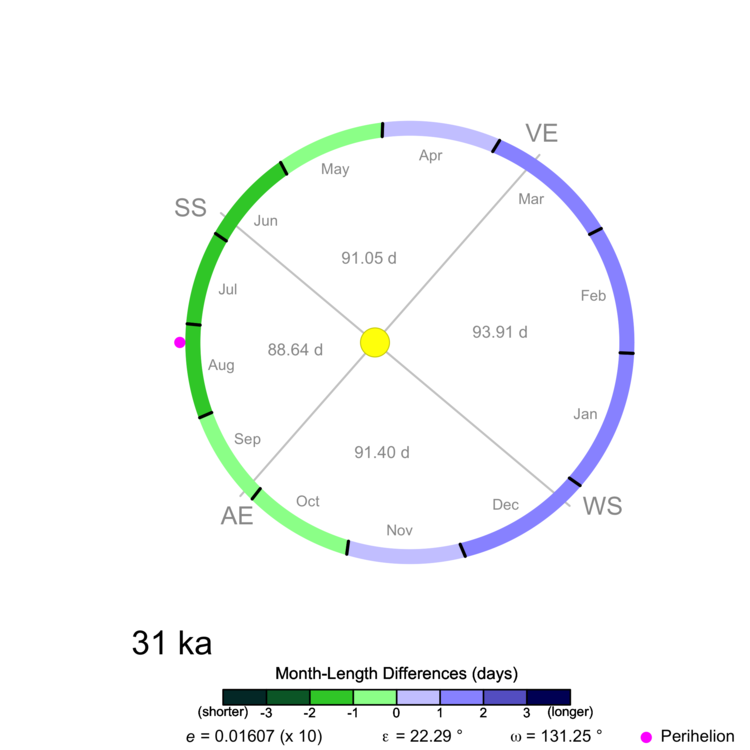 VE
Apr
May
Mar
SS
Jun
91.05 d
Jul
Feb
93.91 d
88.64 d
Aug
Jan
Sep
91.40 d
Oct
Dec
WS
AE
Nov
31 ka
Month-Length Differences (days)
(shorter) -3 -2 -1 0 1 2 3 (longer)
e = 0.01607 (x 10) ε = 22.29 ° ω = 131.25 ° Perihelion